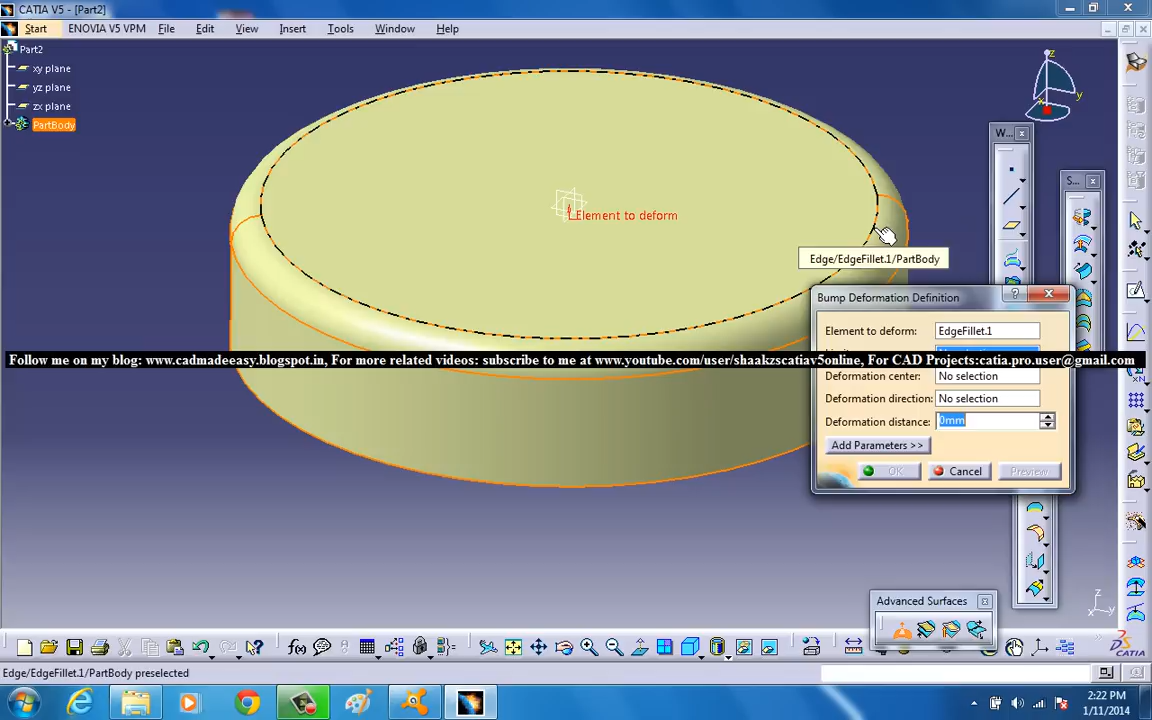 CATIA V5 - [Part2]
Start ENOVIA V5 VPM File Edit View Insert Tools Window Help
Part2
xy plane
yz plane
zx plane
PartBody
z
y
Element to deform
Edge/EdgeFillet.1/PartBody
W...
S...
Bump Deformation Definition
Element to deform: EdgeFillet.1
Follow me on my blog: www.cadmadeeasy.blogspot.in, For more related videos: subscribe to me at www.youtube.com/user/shaakzscatiav5online, For CAD Projects:catia.pro.user@gmail.com
Deformation center: No selection
Deformation direction: No selection
Deformation distance: 0mm
Add Parameters >>
OK Cancel Preview
Advanced Surfaces
z
x y
f(x)
CATIA
Edge/EdgeFillet.1/PartBody preselected
2:22 PM
1/11/2014